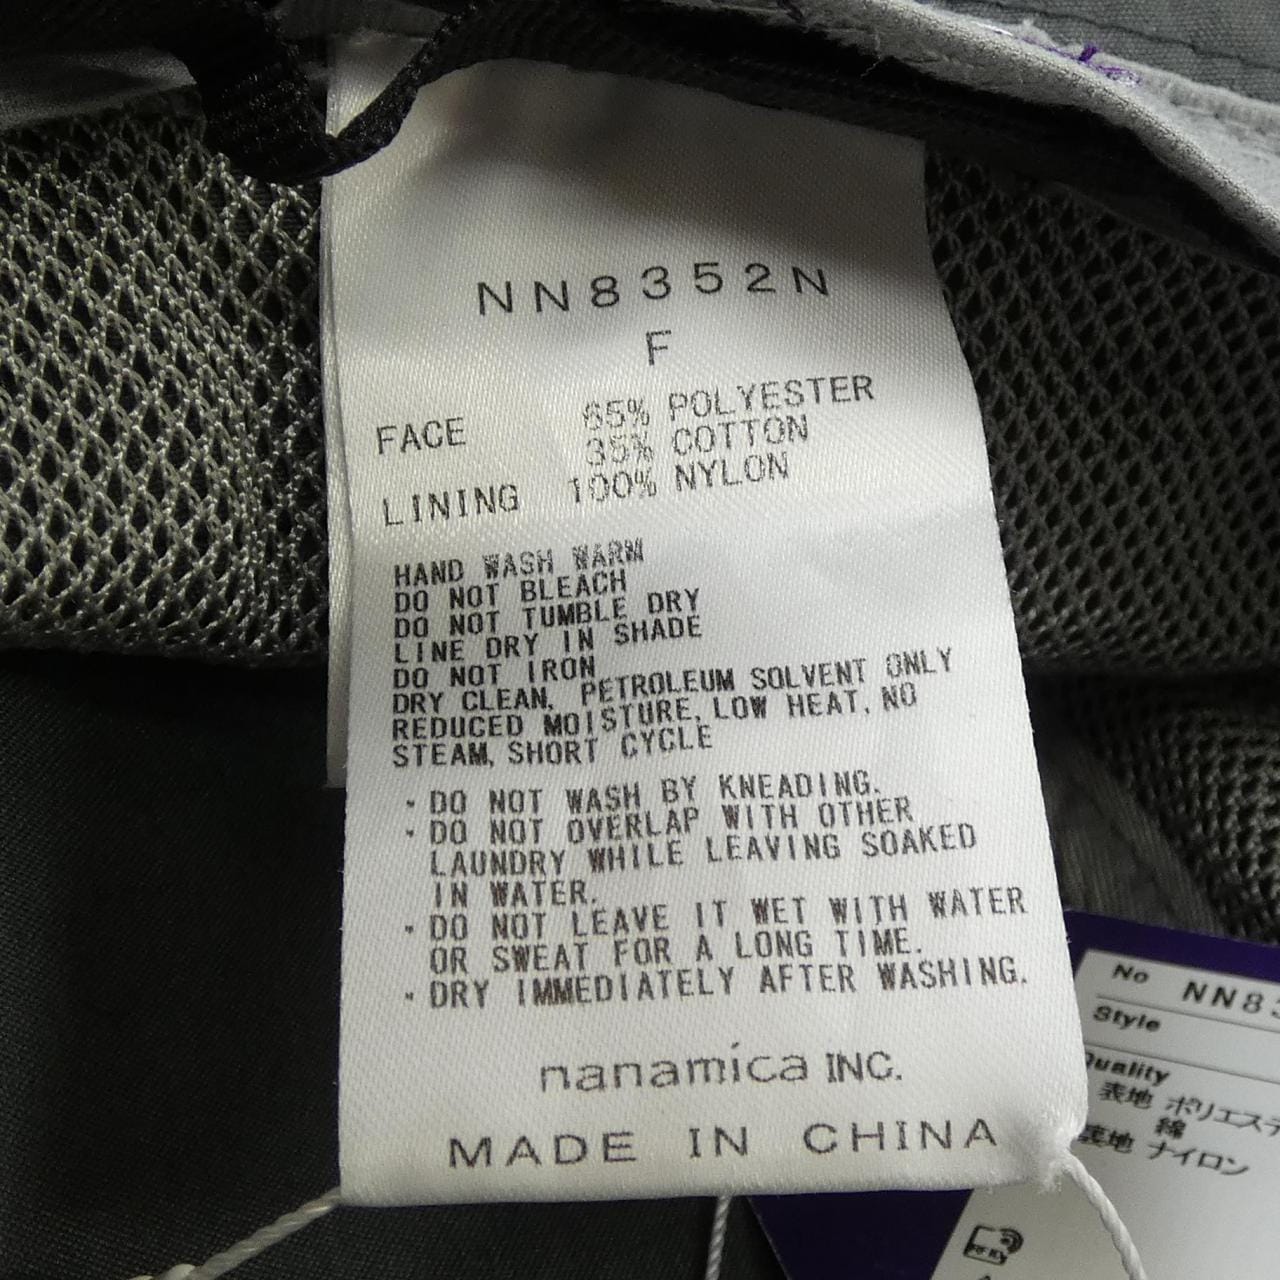 NN8352N
F
FACE 65% POLYESTER
35% COTTON
LINING 100% NYLON
HAND WASH WARM
DO NOT BLEACH
DO NOT TUMBLE DRY
LINE DRY IN SHADE
DO NOT IRON
DRY CLEAN, PETROLEUM SOLVENT ONLY
REDUCED MOISTURE, LOW HEAT, NO
STEAM, SHORT CYCLE
・DO NOT WASH BY KNEADING.
・DO NOT OVERLAP WITH OTHER
LAUNDRY WHILE LEAVING SOAKED
IN WATER.
・DO NOT LEAVE IT WET WITH WATER
OR SWEAT FOR A LONG TIME.
・DRY IMMEDIATELY AFTER WASHING.
nanamica INC.
MADE IN CHINA
No NN83
Style
Quality
表地 ポリエステ
綿
裏地 ナイロン